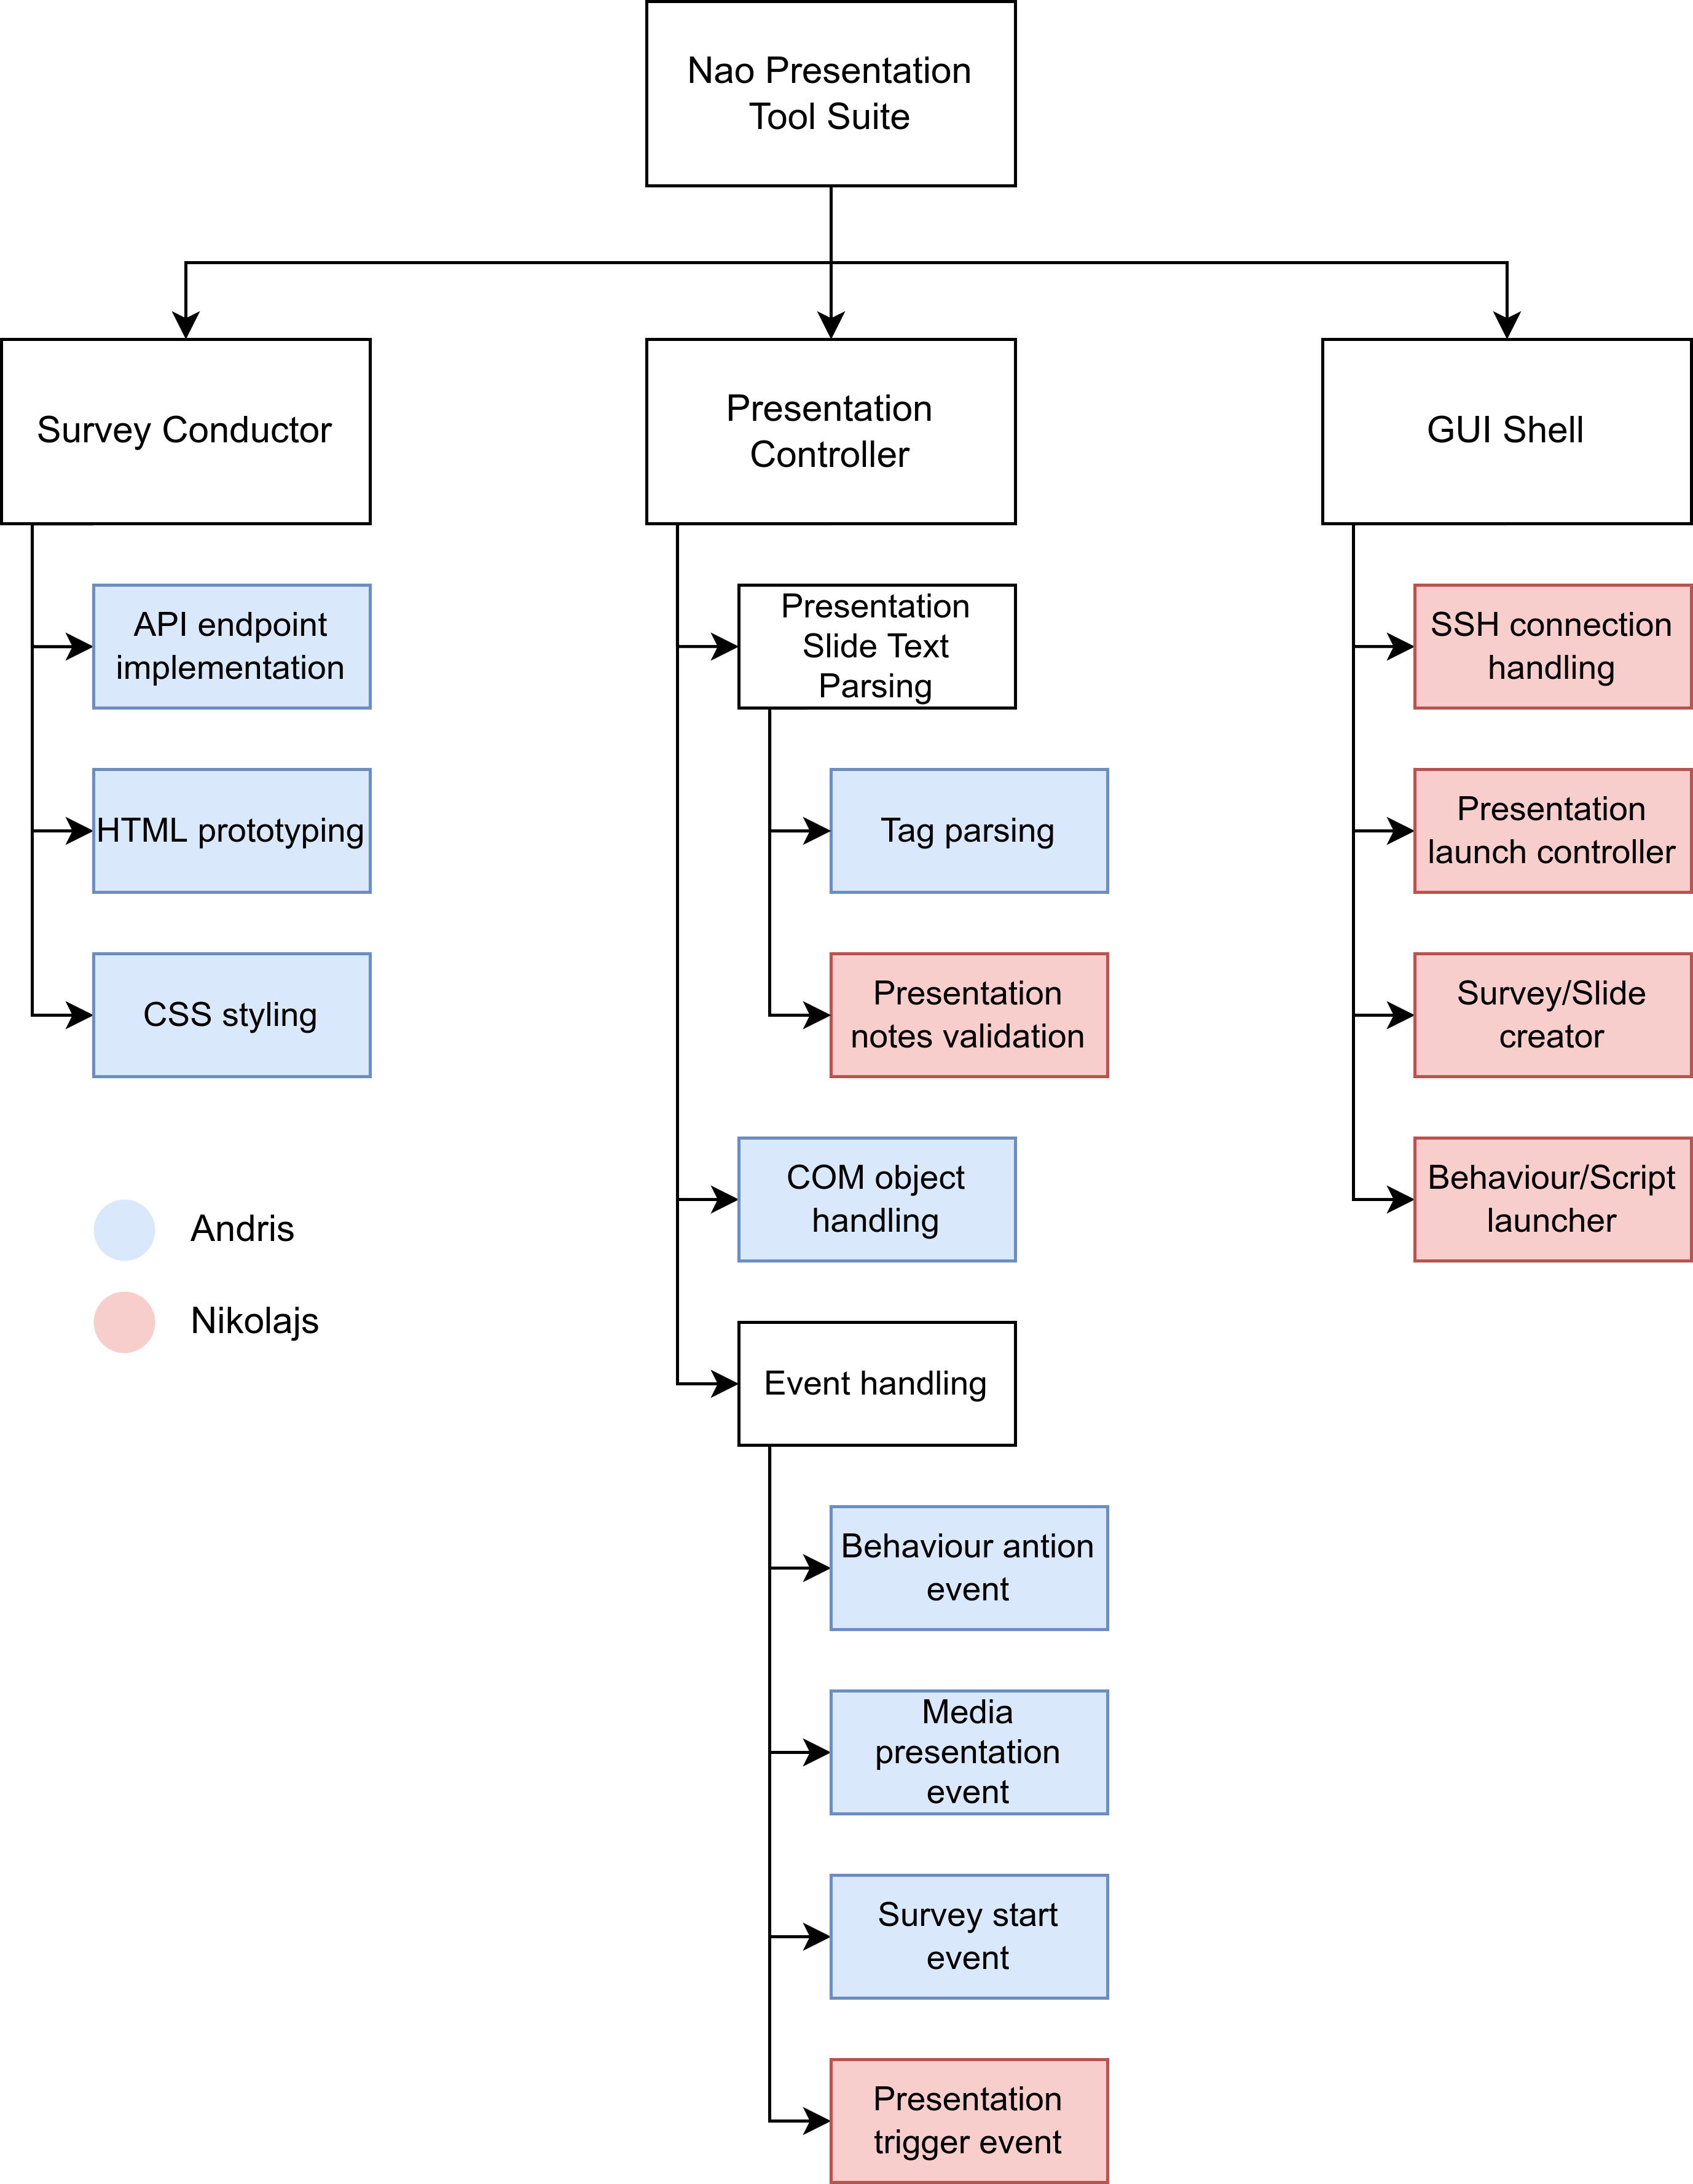 Nao Presentation
Tool Suite
Survey Conductor
Presentation
Controller
GUI Shell
API endpoint
implementation
HTML prototyping
CSS styling
Presentation
Slide Text
Parsing
Tag parsing
Presentation
notes validation
COM object
handling
Event handling
Behaviour antion
event
Media
presentation
event
Survey start
event
Presentation
trigger event
SSH connection
handling
Presentation
launch controller
Survey/Slide
creator
Behaviour/Script
launcher
Andris
Nikolajs